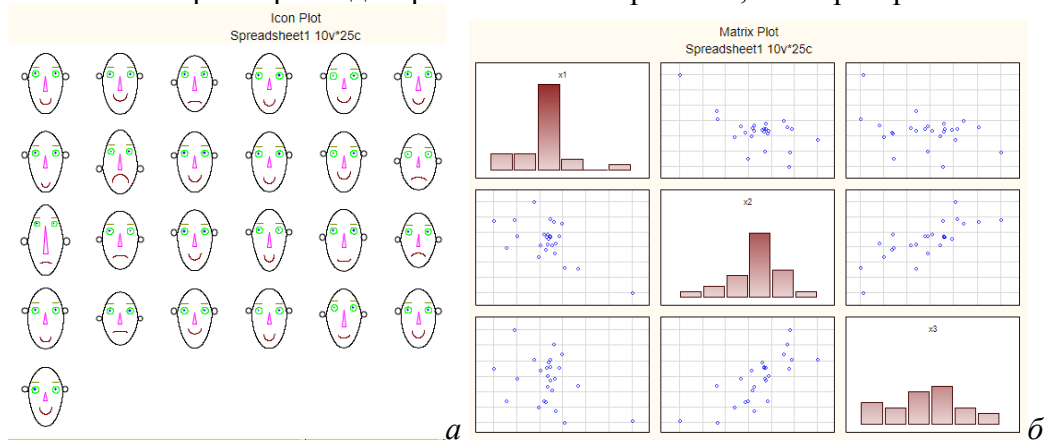 Icon Plot
Spreadsheet1 10v*25c
а
Matrix Plot
Spreadsheet1 10v*25c
x1
x2
x3
б